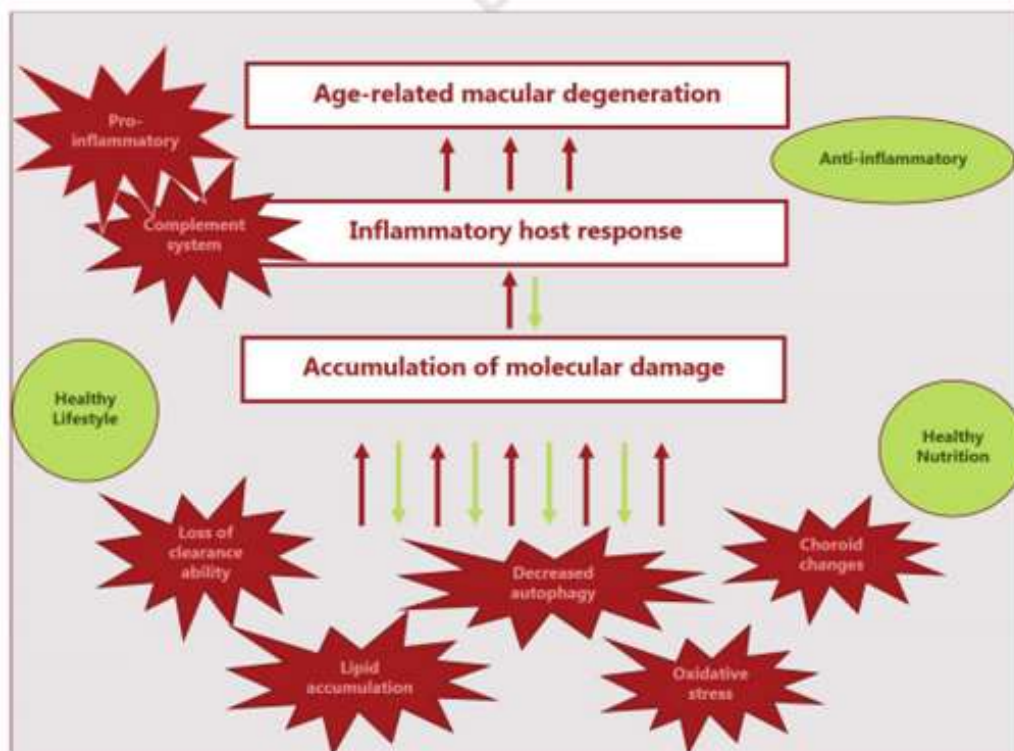 Age-related macular degeneration
Pro-
inflammatory
Anti-inflammatory
Complement
system
Inflammatory host response
Accumulation of molecular damage
Healthy
Lifestyle
Healthy
Nutrition
Loss of
clearance
ability
Decreased
autophagy
Choroid
changes
Lipid
accumulation
Oxidative
stress